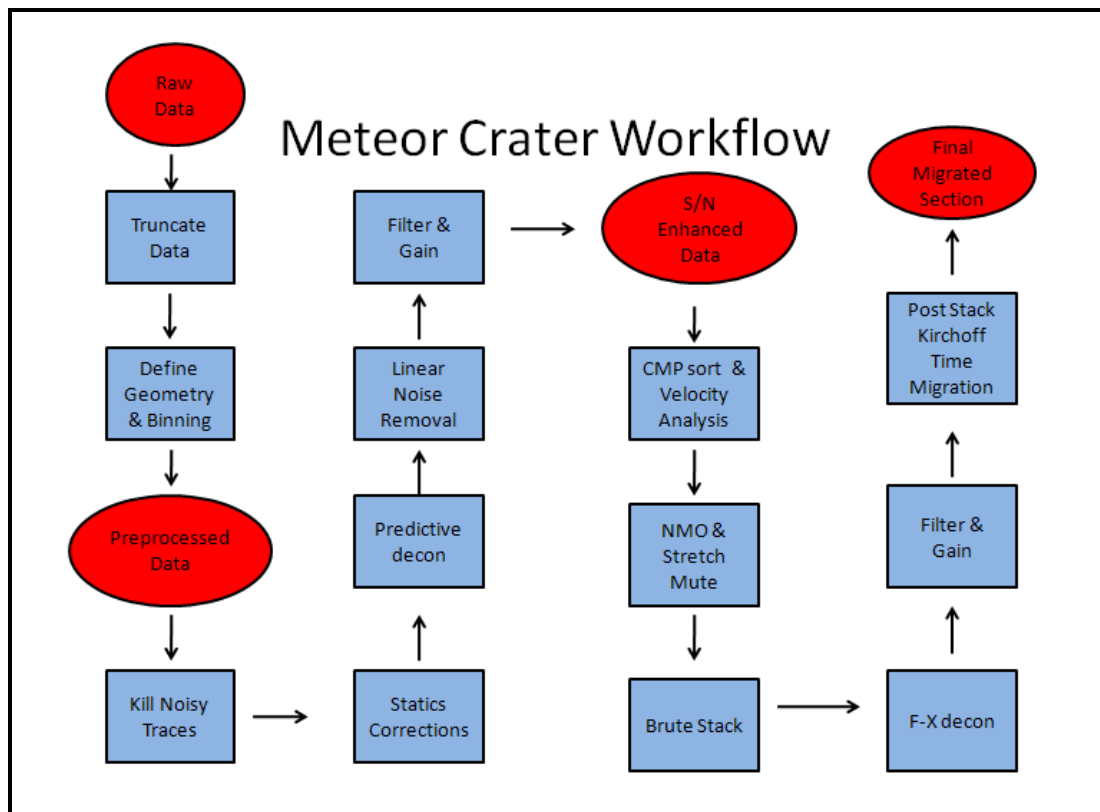 Meteor Crater Workflow
Raw
Data
Truncate
Data
Define
Geometry
& Binning
Preprocessed
Data
Kill Noisy
Traces
Statics
Corrections
Predictive
decon
Linear
Noise
Removal
Filter &
Gain
S/N
Enhanced
Data
CMP sort &
Velocity
Analysis
NMO &
Stretch
Mute
Brute Stack
F-X decon
Filter &
Gain
Post Stack
Kirchoff
Time
Migration
Final
Migrated
Section